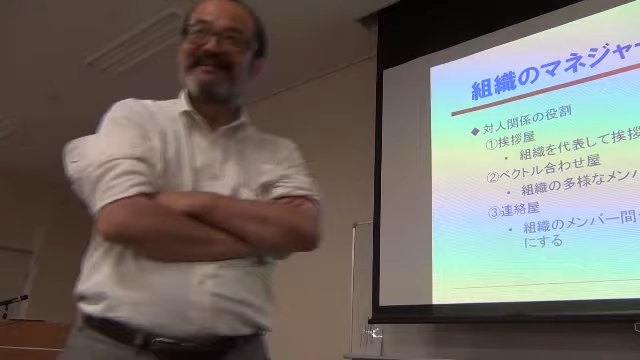 組織のマネジャー
◆対人関係の役割
①挨拶屋
・組織を代表して挨拶
②ベクトル合わせ屋
・組織の多様なメンバ
③連絡屋
・組織のメンバー間
にする